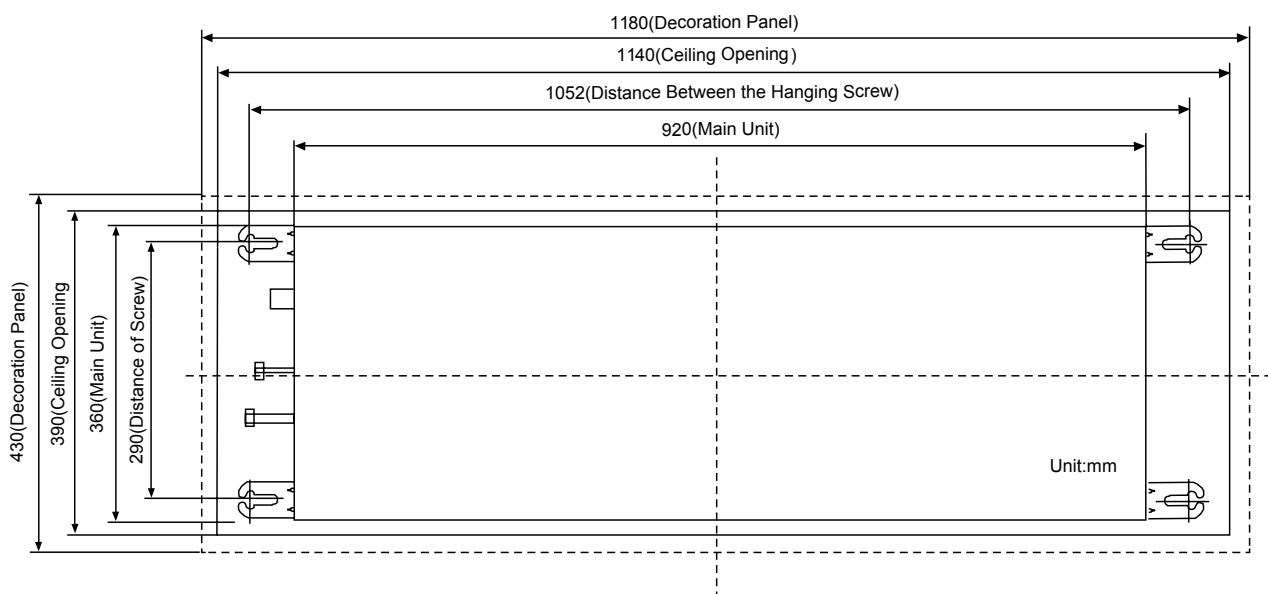 1180(Decoration Panel)
1140(Ceiling Opening)
1052(Distance Between the Hanging Screw)
920(Main Unit)
430(Decoration Panel)
390(Ceiling Opening
360(Main Unit)
290(Distance of Screw)
Unit:mm